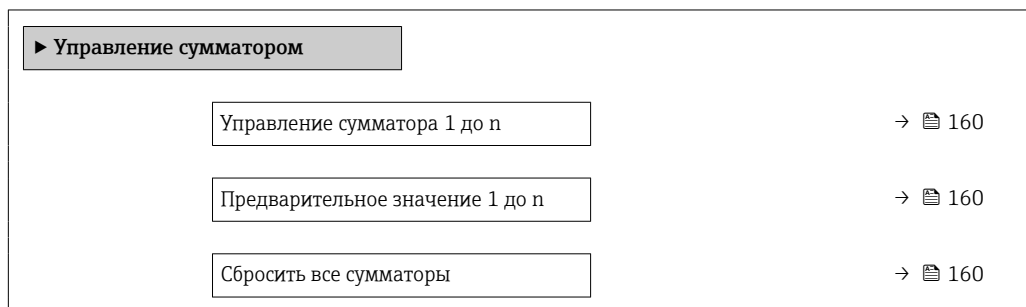 ▶ Управление сумматором
Управление сумматора 1 до n → 160
Предварительное значение 1 до n → 160
Сбросить все сумматоры → 160